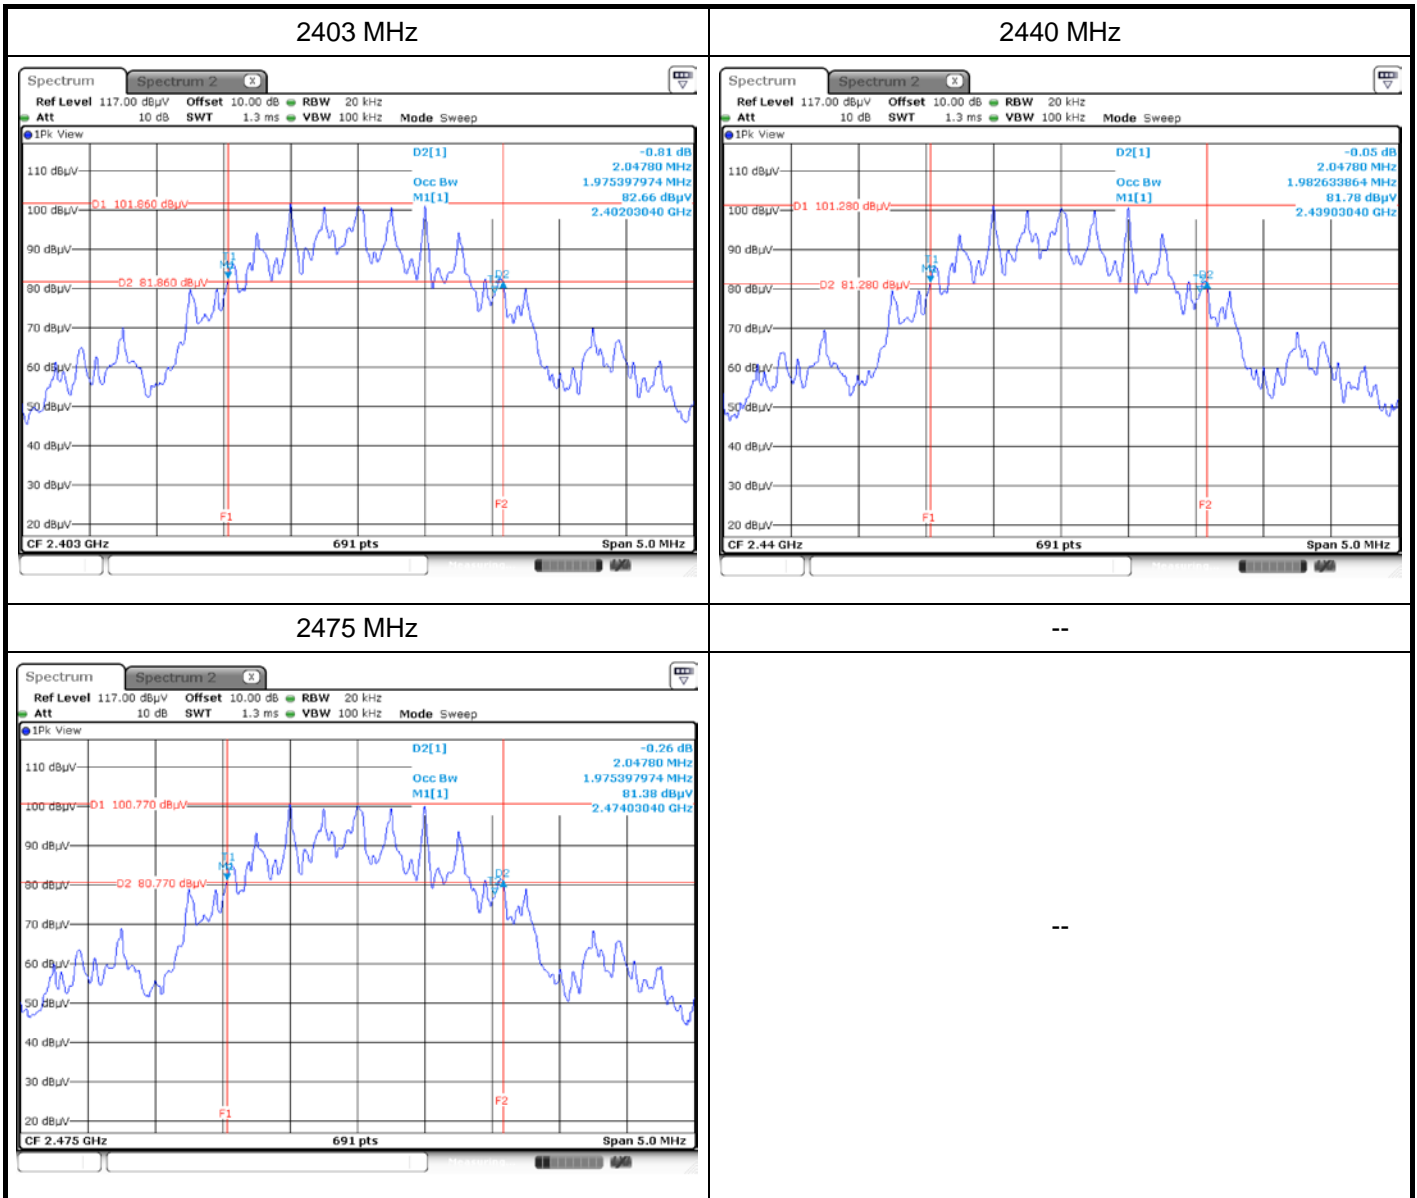 2403 MHz
2440 MHz
Spectrum Spectrum 2 X
Ref Level 117.00 dBµV Offset 10.00 dB RBW 20 kHz
Att 10 dB SWT 1.3 ms VBW 100 kHz Mode Sweep
1Pk View
D2[1] -0.81 dB
2.04780 MHz
Occ Bw 1.975397974 MHz
M1[1] 82.66 dBµV
2.40203040 GHz
110 dBµV
D1 101.860 dBµV
100 dBµV
90 dBµV
T1
D2
D2 81.860 dBµV
80 dBµV
70 dBµV
60 dBµV
50 dBµV
40 dBµV
30 dBµV
F1
F2
20 dBµV
CF 2.403 GHz 691 pts Span 5.0 MHz
Measuring...
Spectrum Spectrum 2 X
Ref Level 117.00 dBµV Offset 10.00 dB RBW 20 kHz
Att 10 dB SWT 1.3 ms VBW 100 kHz Mode Sweep
1Pk View
D2[1] -0.05 dB
2.04780 MHz
Occ Bw 1.982633864 MHz
M1[1] 81.78 dBµV
2.43903040 GHz
110 dBµV
D1 101.280 dBµV
100 dBµV
90 dBµV
T1
D2
D2 81.280 dBµV
80 dBµV
70 dBµV
60 dBµV
50 dBµV
40 dBµV
30 dBµV
F1
F2
20 dBµV
CF 2.44 GHz 691 pts Span 5.0 MHz
Measuring...
2475 MHz
--
Spectrum Spectrum 2 X
Ref Level 117.00 dBµV Offset 10.00 dB RBW 20 kHz
Att 10 dB SWT 1.3 ms VBW 100 kHz Mode Sweep
1Pk View
D2[1] -0.26 dB
2.04780 MHz
Occ Bw 1.975397974 MHz
M1[1] 81.38 dBµV
2.47403040 GHz
110 dBµV
D1 100.770 dBµV
100 dBµV
90 dBµV
T1
D2
D2 80.770 dBµV
80 dBµV
70 dBµV
60 dBµV
50 dBµV
40 dBµV
30 dBµV
F1
F2
20 dBµV
CF 2.475 GHz 691 pts Span 5.0 MHz
Measuring...
--